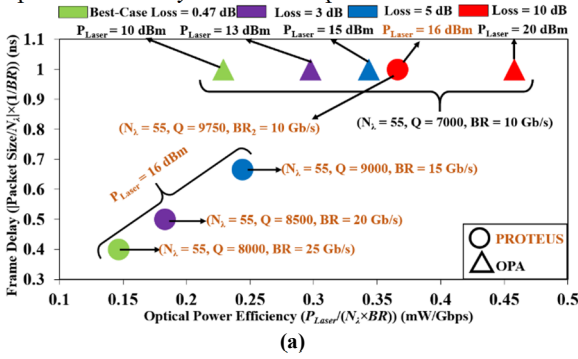 Best-Case Loss = 0.47 dB Loss = 3 dB Loss = 5 dB Loss = 10 dB
P_Laser = 10 dBm P_Laser = 13 dBm P_Laser = 15 dBm P_Laser = 16 dBm P_Laser = 20 dBm
1.1
1
0.9
0.8
0.7
0.6
0.5
0.4
0.3
Frame Delay (|Packet Size/N_λ|×(1/BR)) (ns)
(N_λ = 55, Q = 9750, BR_2 = 10 Gb/s)
(N_λ = 55, Q = 7000, BR = 10 Gb/s)
P_Laser = 16 dBm
(N_λ = 55, Q = 9000, BR = 15 Gb/s)
(N_λ = 55, Q = 8500, BR = 20 Gb/s)
(N_λ = 55, Q = 8000, BR = 25 Gb/s)
PROTEUS
OPA
0.1 0.15 0.2 0.25 0.3 0.35 0.4 0.45 0.5
Optical Power Efficiency (P_Laser/(N_λ×BR)) (mW/Gbps)
(a)